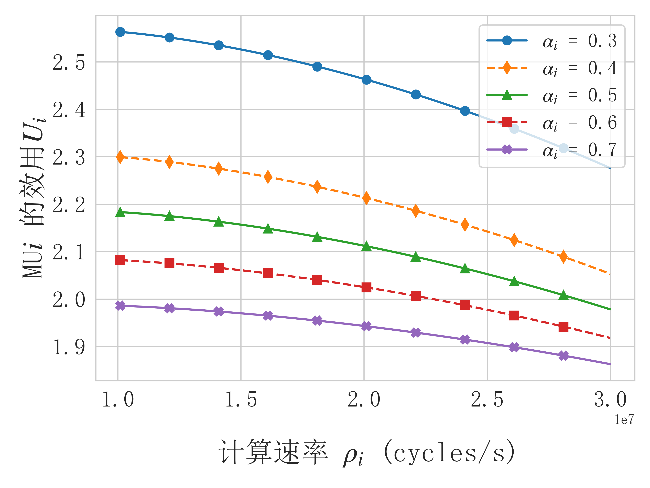 MUi 的效用Ui
2.5
2.4
2.3
2.2
2.1
2.0
1.9
αi = 0.3
αi = 0.4
αi = 0.5
αi = 0.6
αi = 0.7
1.0 1.5 2.0 2.5 3.0
1e7
计算速率 ρi (cycles/s)